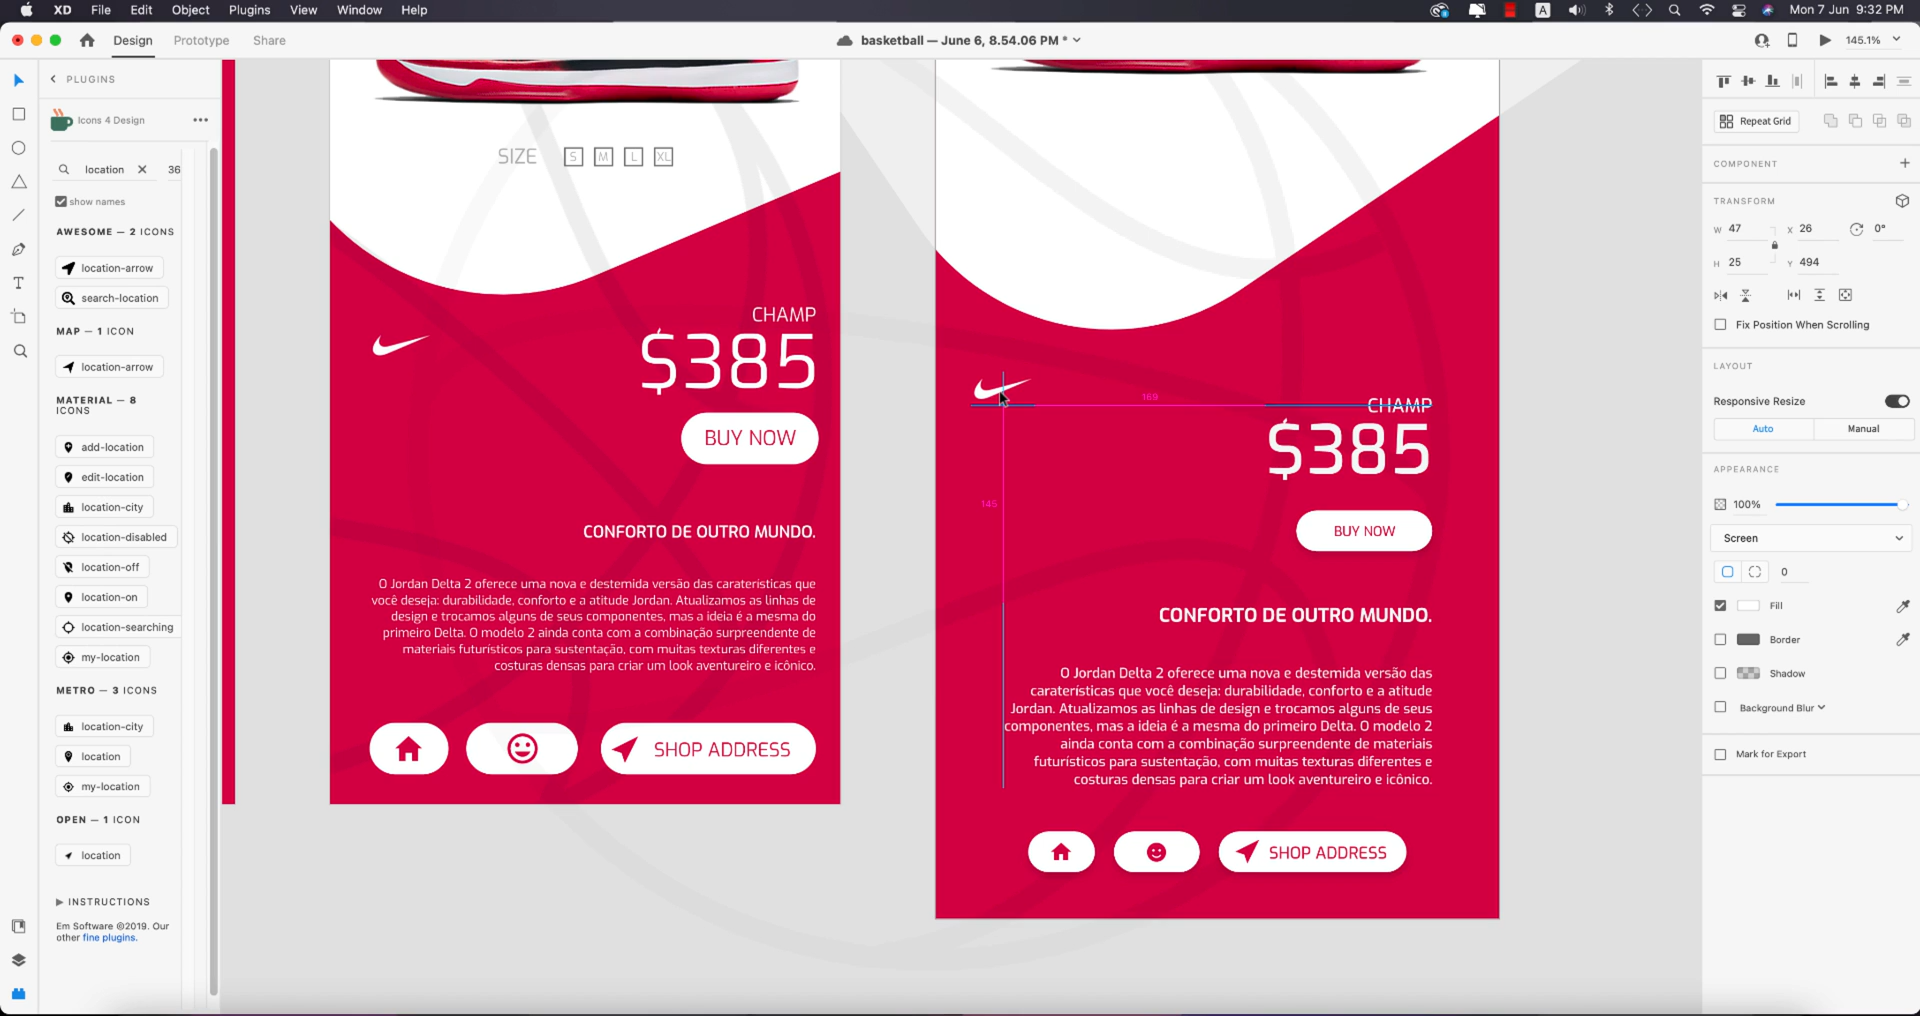 XD File Edit Object Plugins View Window Help
A
Mon 7 Jun 9:32 PM
Design Prototype Share
basketball — June 6, 8.54.06 PM *
145.1%
PLUGINS
Icons 4 Design
location
36
show names
AWESOME — 2 ICONS
location-arrow
search-location
MAP — 1 ICON
location-arrow
MATERIAL — 8
ICONS
add-location
edit-location
location-city
location-disabled
location-off
location-on
location-searching
my-location
METRO — 3 ICONS
location-city
location
my-location
OPEN — 1 ICON
location
INSTRUCTIONS
Em Software ©2019. Our
other fine plugins.
SIZE S M L XL
CHAMP
$385
BUY NOW
CONFORTO DE OUTRO MUNDO.
O Jordan Delta 2 oferece uma nova e destemida versão das caraterísticas que
você deseja: durabilidade, conforto e a atitude Jordan. Atualizamos as linhas de
design e trocamos alguns de seus componentes, mas a ideia é a mesma do
primeiro Delta. O modelo 2 ainda conta com a combinação surpreendente de
materiais futurísticos para sustentação, com muitas texturas diferentes e
costuras densas para criar um look aventureiro e icônico.
SHOP ADDRESS
169
145
CHAMP
$385
BUY NOW
CONFORTO DE OUTRO MUNDO.
O Jordan Delta 2 oferece uma nova e destemida versão das
caraterísticas que você deseja: durabilidade, conforto e a atitude
Jordan. Atualizamos as linhas de design e trocamos alguns de seus
componentes, mas a ideia é a mesma do primeiro Delta. O modelo 2
ainda conta com a combinação surpreendente de materiais
futurísticos para sustentação, com muitas texturas diferentes e
costuras densas para criar um look aventureiro e icônico.
SHOP ADDRESS
Repeat Grid
COMPONENT
TRANSFORM
W 47 X 26 0°
H 25 Y 494
Fix Position When Scrolling
LAYOUT
Responsive Resize
Auto Manual
APPEARANCE
100%
Screen
0
Fill
Border
Shadow
Background Blur
Mark for Export